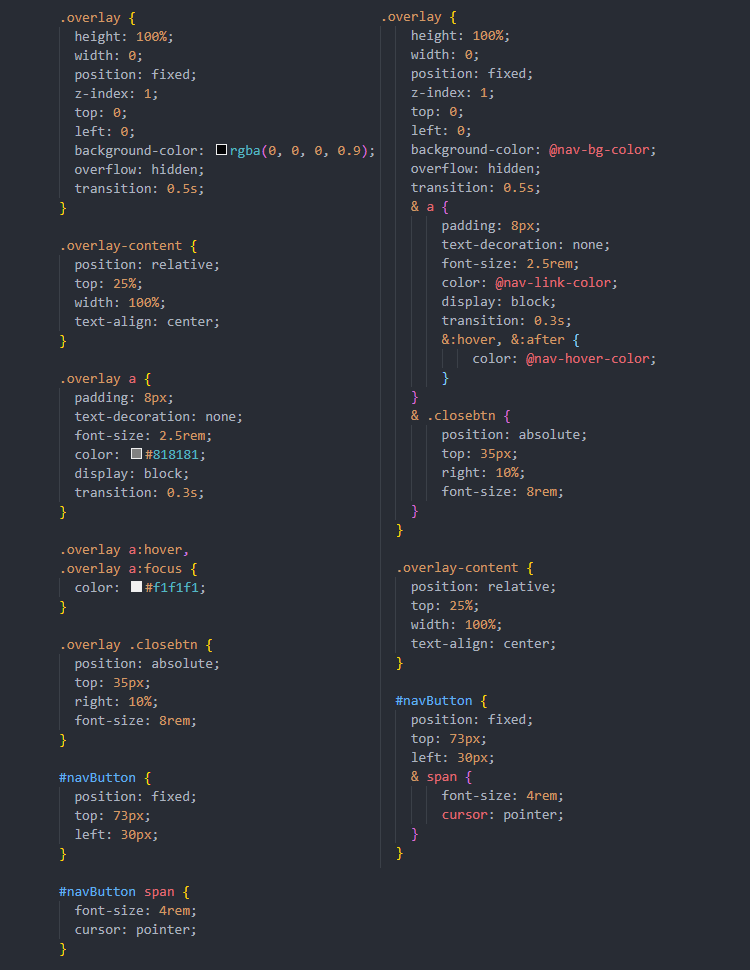 .overlay {
height: 100%;
width: 0;
position: fixed;
z-index: 1;
top: 0;
left: 0;
background-color: rgba(0, 0, 0, 0.9);
overflow: hidden;
transition: 0.5s;
}
.overlay-content {
position: relative;
top: 25%;
width: 100%;
text-align: center;
}
.overlay a {
padding: 8px;
text-decoration: none;
font-size: 2.5rem;
color: #818181;
display: block;
transition: 0.3s;
}
.overlay a:hover,
.overlay a:focus {
color: #f1f1f1;
}
.overlay .closebtn {
position: absolute;
top: 35px;
right: 10%;
font-size: 8rem;
}
#navButton {
position: fixed;
top: 73px;
left: 30px;
}
#navButton span {
font-size: 4rem;
cursor: pointer;
}
.overlay {
height: 100%;
width: 0;
position: fixed;
z-index: 1;
top: 0;
left: 0;
background-color: @nav-bg-color;
overflow: hidden;
transition: 0.5s;
& a {
padding: 8px;
text-decoration: none;
font-size: 2.5rem;
color: @nav-link-color;
display: block;
transition: 0.3s;
&:hover, &:after {
color: @nav-hover-color;
}
}
& .closebtn {
position: absolute;
top: 35px;
right: 10%;
font-size: 8rem;
}
}
.overlay-content {
position: relative;
top: 25%;
width: 100%;
text-align: center;
}
#navButton {
position: fixed;
top: 73px;
left: 30px;
& span {
font-size: 4rem;
cursor: pointer;
}
}